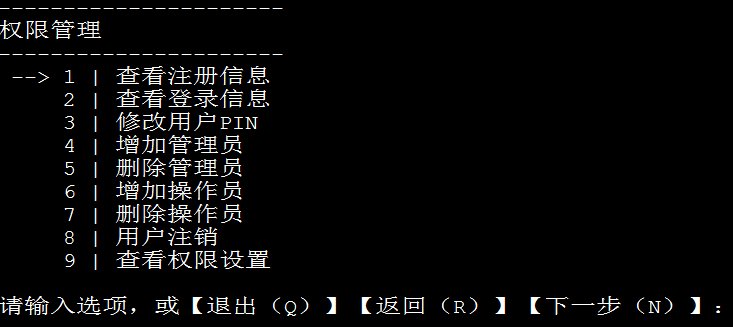 ----------------------
权限管理
----------------------
--> 1 | 查看注册信息
2 | 查看登录信息
3 | 修改用户PIN
4 | 增加管理员
5 | 删除管理员
6 | 增加操作员
7 | 删除操作员
8 | 用户注销
9 | 查看权限设置
请输入选项，或【退出（Q）】【返回（R）】【下一步（N）】：